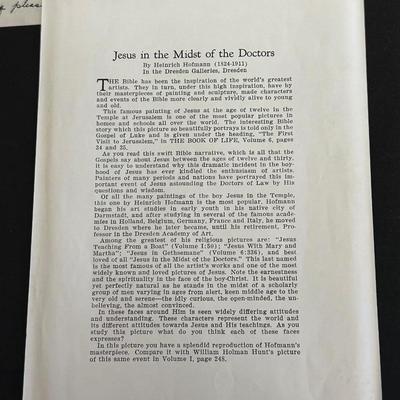 & pleas
Jesus in the Midst of the Doctors
By Heinrich Hofmann (1824-1911)
In the Dresden Galleries, Dresden
THE Bible has been the inspiration of the world's greatest
artists. They in turn, under this high inspiration, have by
their masterpieces of painting and sculpture, made characters
and events of the Bible more clearly and vividly alive to young
and old.
This famous painting of Jesus at the age of twelve in the
Temple at Jerusalem is one of the most popular pictures in
homes and schools all over the world. The interesting Bible
story which this picture so beautifully portrays is told only in the
Gospel of Luke and is given under the heading, "The First
Visit to Jerusalem," in THE BOOK OF LIFE, Volume 6, pages
24 and 25.
As you read this swift Bible narrative, which is all that the
Gospels say about Jesus between the ages of twelve and thirty,
it is easy to understand why this dramatic incident in the boy-
hood of Jesus has ever kindled the enthusiasm of artists.
Painters of many periods and nations have portrayed this im-
portant event of Jesus astounding the Doctors of Law by His
questions and wisdom.
Of all the many paintings of the boy Jesus in the Temple,
this one by Heinrich Hofmann is the most popular. Hofmann
began his art studies in early youth in his native city of
Darmstadt, and after studying in several of the famous acade-
mies in Holland, Belgium, Germany, France and Italy, he moved
to Dresden where he later became, until his retirement, Pro-
fessor in the Dresden Academy of Art.
Among the greatest of his religious pictures are: "Jesus
Teaching From a Boat" (Volume 1:50); "Jesus With Mary and
Martha"; "Jesus in Gethsemane" (Volume 6:336), and best
loved of all "Jesus in the Midst of the Doctors." This last named
is the most famous of all the artist's works and one of the most
widely known and loved pictures of Jesus. Note the earnestness
and the spirituality in the face of the boy-Christ. It is beautiful
yet perfectly natural as he stands in the midst of a scholarly
group of men varying in ages from alert, keen middle age to the
very old and serene—the idly curious, the open-minded, the un-
believing, the almost convinced.
In these faces around Him is seen widely differing attitudes
and understanding. These characters represent the world and
its different attitudes towards Jesus and His teachings. As you
study this picture what do you think each of these faces
expresses?
In this picture you have a splendid reproduction of Hofmann's
masterpiece. Compare it with William Holman Hunt's picture
of this same event in Volume I, page 248.